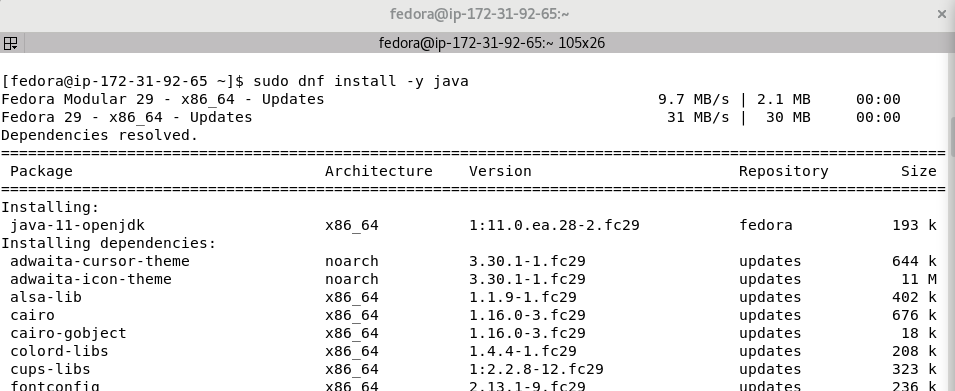 fedora@ip-172-31-92-65:~
fedora@ip-172-31-92-65:~ 105x26
[fedora@ip-172-31-92-65 ~]$ sudo dnf install -y java
Fedora Modular 29 - x86_64 - Updates 9.7 MB/s | 2.1 MB 00:00
Fedora 29 - x86_64 - Updates 31 MB/s | 30 MB 00:00
Dependencies resolved.
=========================================================================================================
Package Architecture Version Repository Size
=========================================================================================================
Installing:
java-11-openjdk x86_64 1:11.0.ea.28-2.fc29 fedora 193 k
Installing dependencies:
adwaita-cursor-theme noarch 3.30.1-1.fc29 updates 644 k
adwaita-icon-theme noarch 3.30.1-1.fc29 updates 11 M
alsa-lib x86_64 1.1.9-1.fc29 updates 402 k
cairo x86_64 1.16.0-3.fc29 updates 676 k
cairo-gobject x86_64 1.16.0-3.fc29 updates 18 k
colord-libs x86_64 1.4.4-1.fc29 updates 208 k
cups-libs x86_64 1:2.2.8-12.fc29 updates 323 k
fontconfig x86_64 2.13.1-9.fc29 updates 236 k